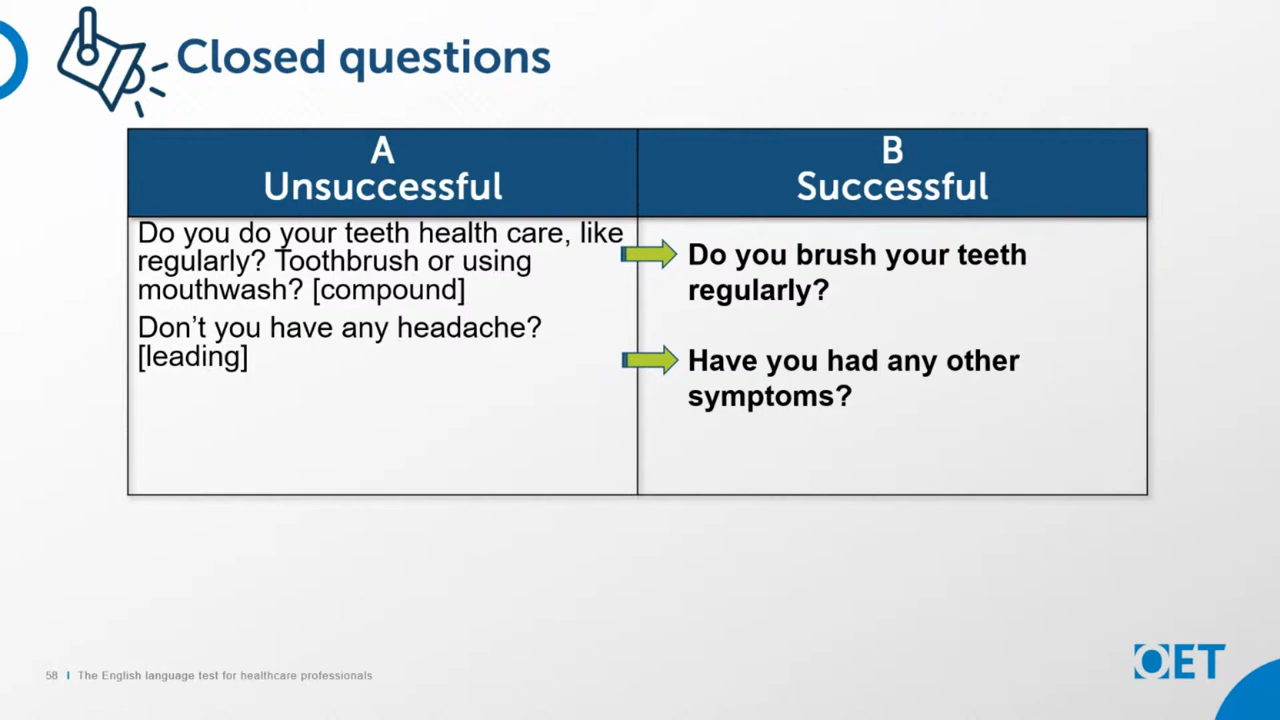 Closed questions
A
Unsuccessful
B
Successful
Do you do your teeth health care, like
regularly? Toothbrush or using
mouthwash? [compound]
Don’t you have any headache?
[leading]
Do you brush your teeth
regularly?
Have you had any other
symptoms?
58 I The English language test for healthcare professionals
OET